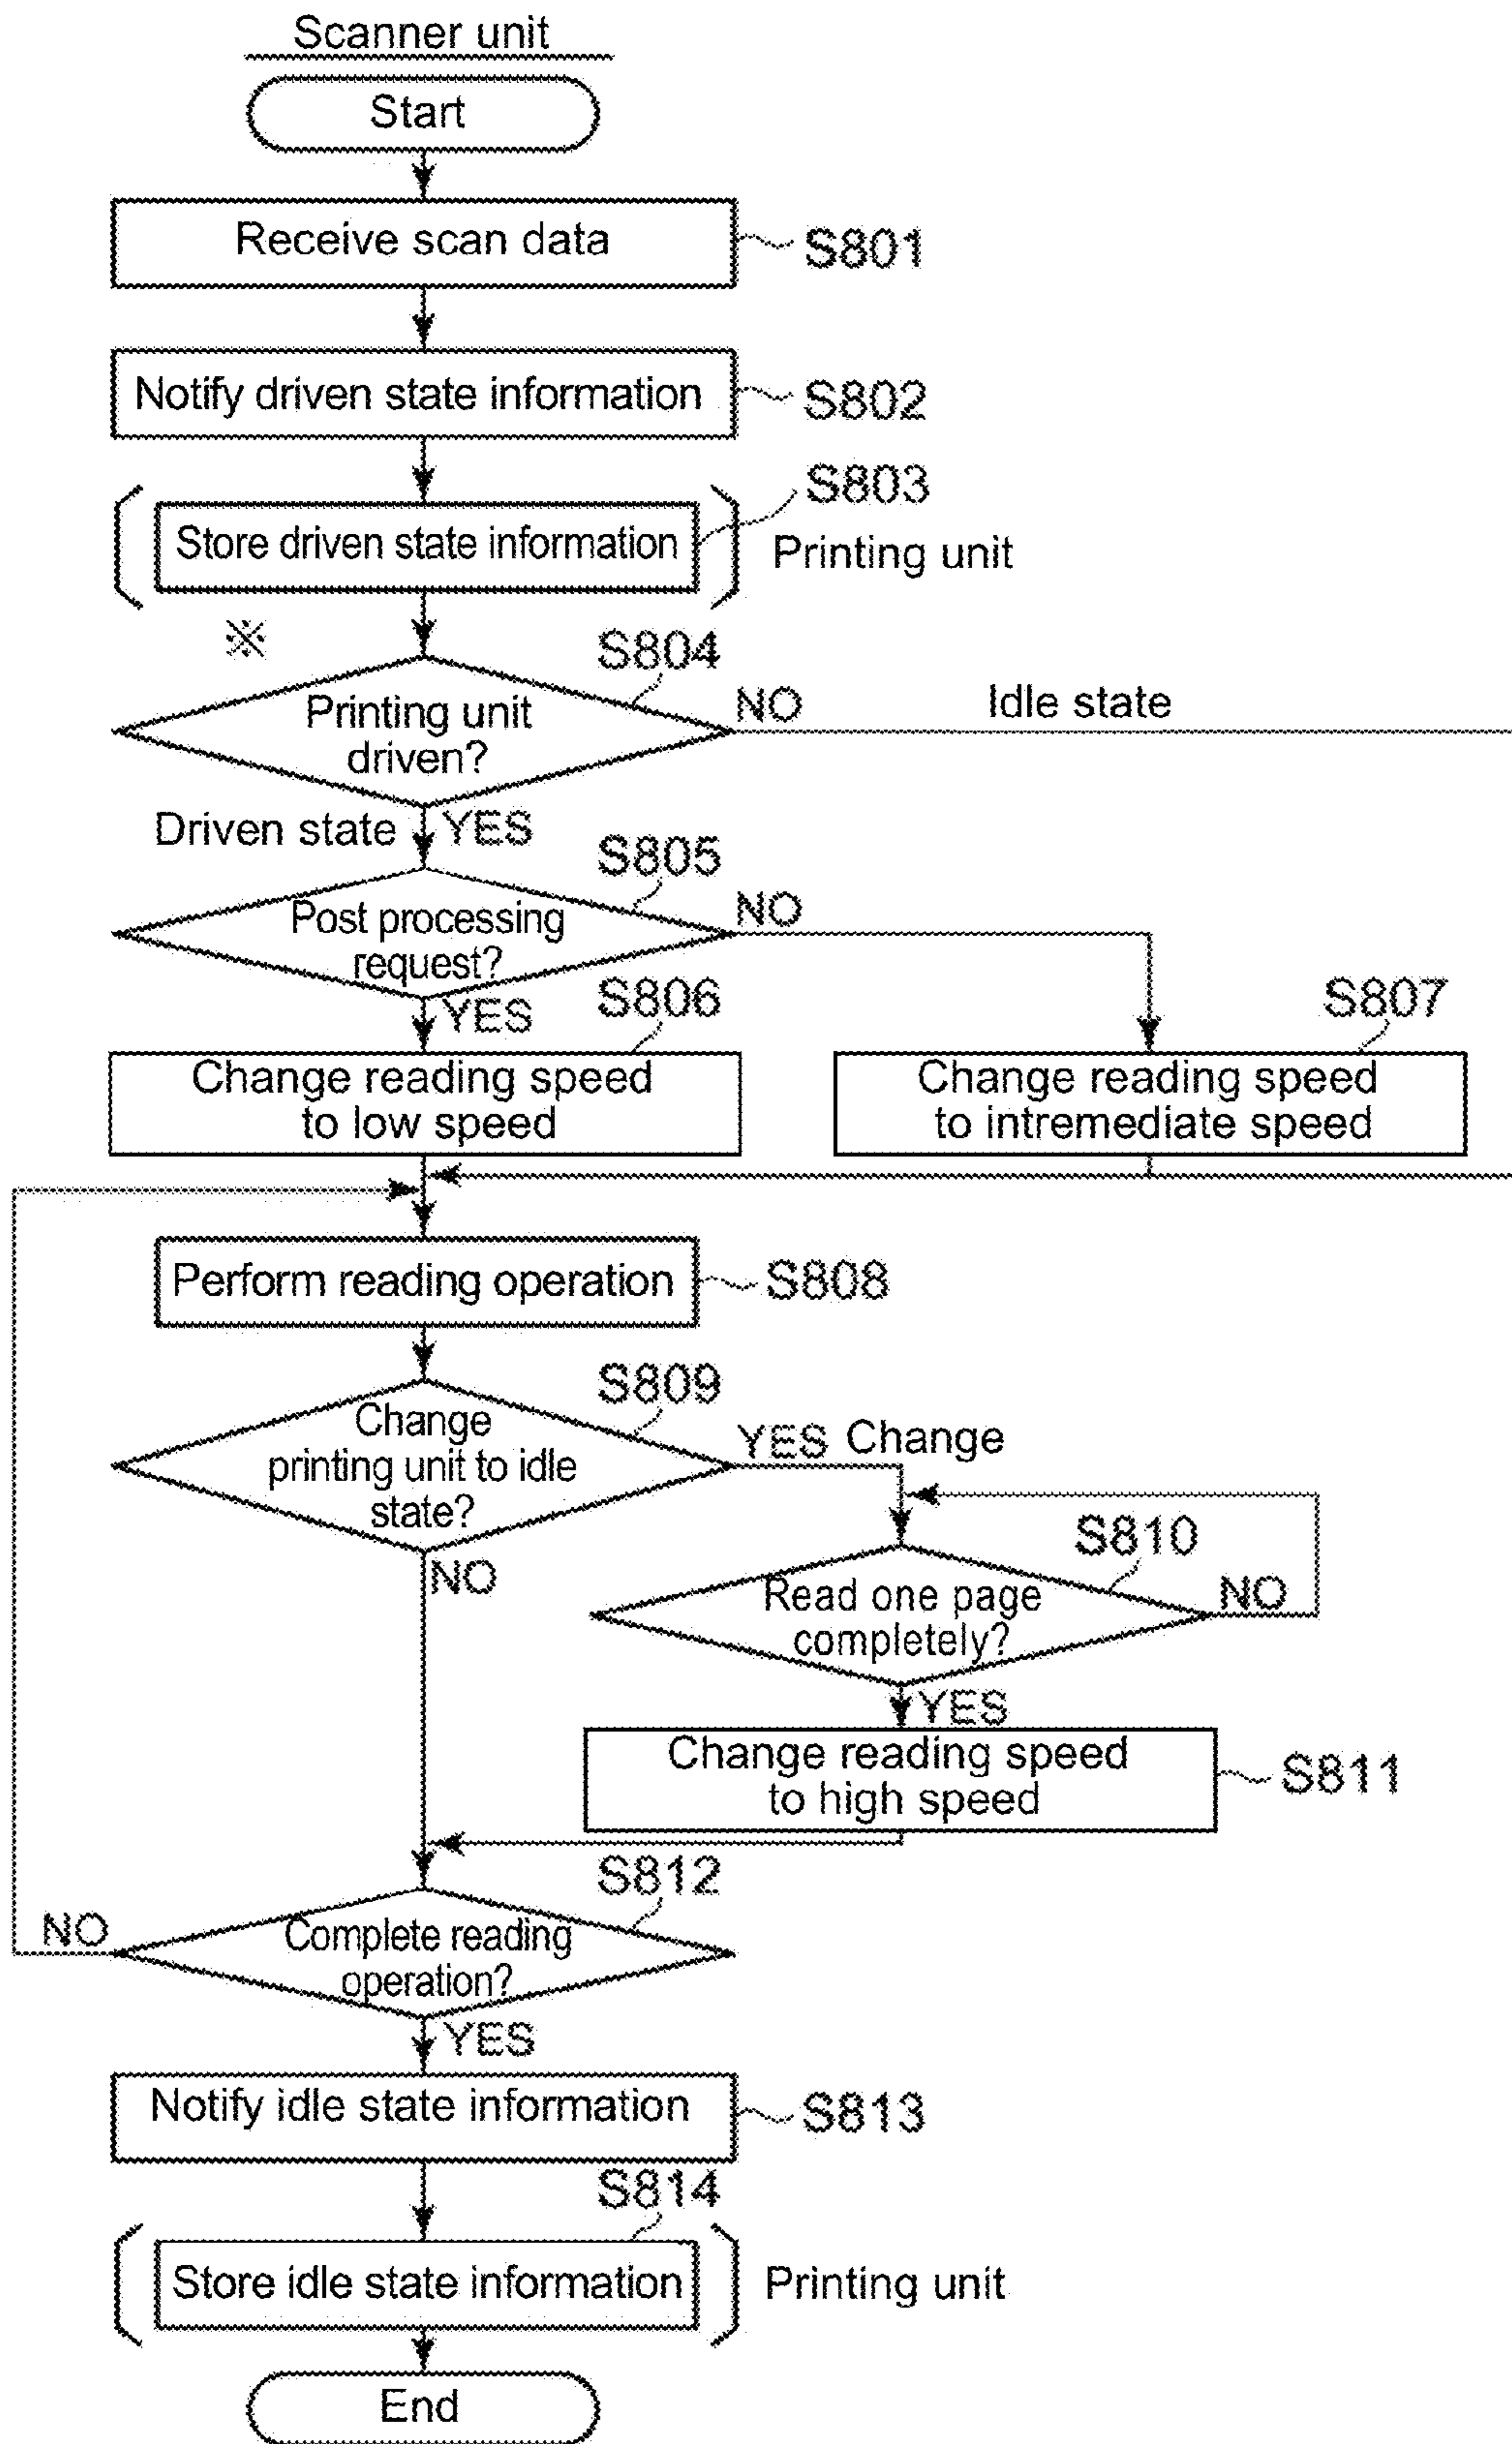 Scanner unit
Start
Receive scan data
S801
Notify driven state information
S802
S803
Store driven state information
Printing unit
※
S804
Printing unit
driven?
NO
Idle state
Driven state
YES
S805
Post processing
request?
NO
YES
S806
Change reading speed
to low speed
S807
Change reading speed
to intremediate speed
Perform reading operation
S808
S809
Change
printing unit to idle
state?
YES Change
NO
S810
Read one page
completely?
NO
YES
Change reading speed
to high speed
S811
S812
Complete reading
operation?
NO
YES
Notify idle state information
S813
S814
Store idle state information
Printing unit
End